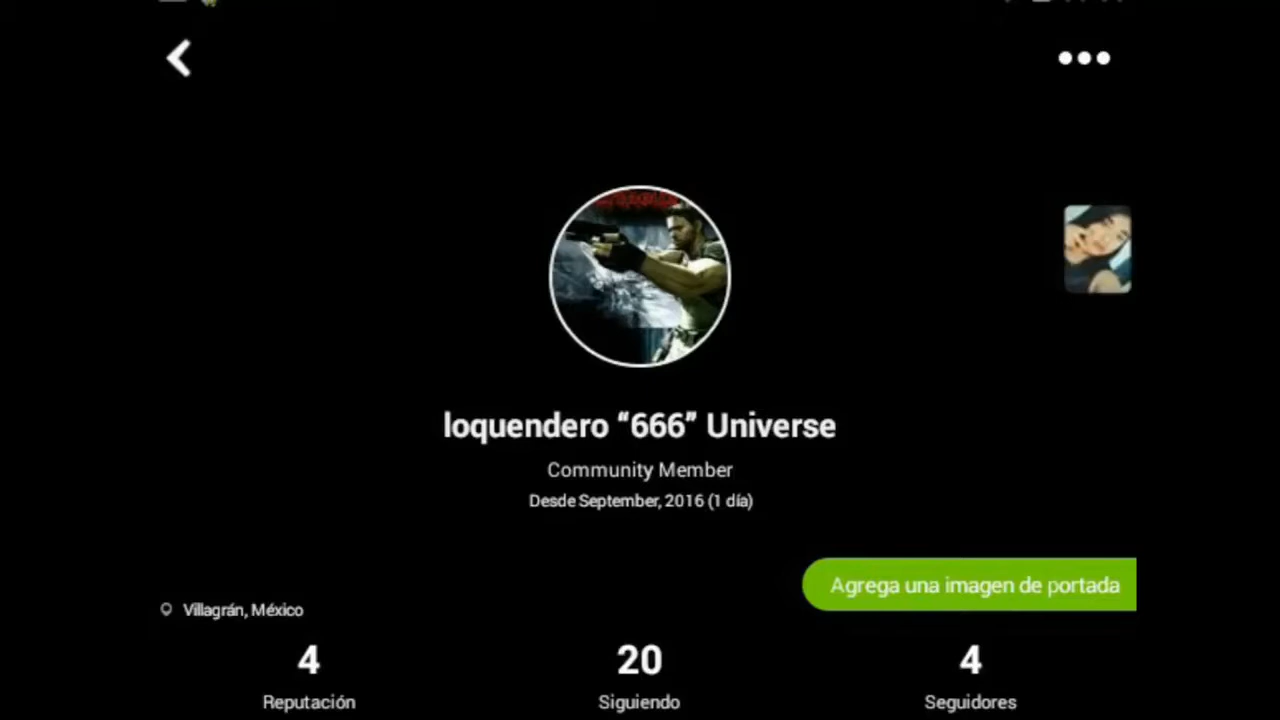 loquendero “666” Universe
Community Member
Desde September, 2016 (1 día)
Agrega una imagen de portada
Villagrán, México
4 20 4
Reputación Siguiendo Seguidores